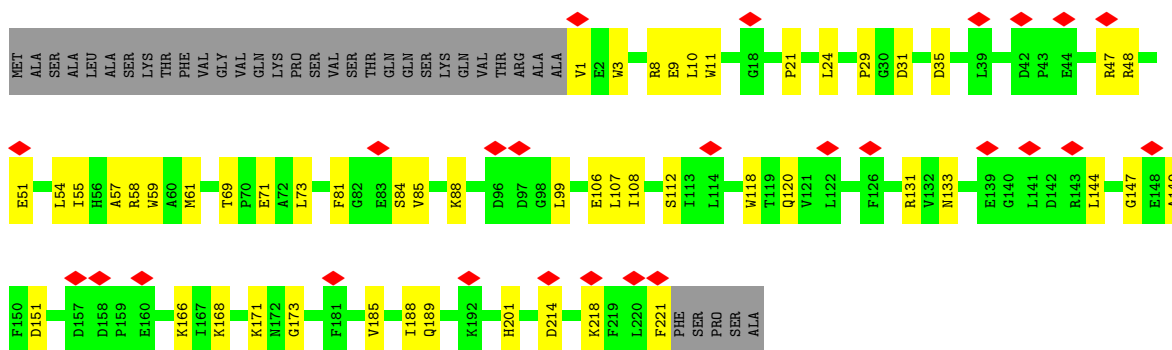 MET ALA SER ALA LEU ALA SER LYS THR PHE VAL GLY VAL GLN LYS PRO SER VAL SER THR GLN GLN SER LYS GLN VAL THR ARG ALA ALA V1 E2 W3 R8 E9 L10 W11 G18 P21 L24 P29 G30 D31 D35 L39 D42 P43 E44 R47 R48
E51 L54 I55 H56 A57 R58 W59 A60 M61 T69 P70 E71 A72 L73 F81 G82 E83 S84 V85 K88 D96 D97 G98 L99 E106 L107 I108 S112 I113 L114 W118 T119 Q120 V121 L122 F126 R131 V132 N133 E139 G140 L141 D142 R143 L144 G147 E148 A149
F150 D151 D157 D158 P159 E160 K166 I167 K168 K171 N172 G173 F181 V185 I188 Q189 K192 H201 D214 K218 F219 L220 F221 PHE SER PRO SER ALA